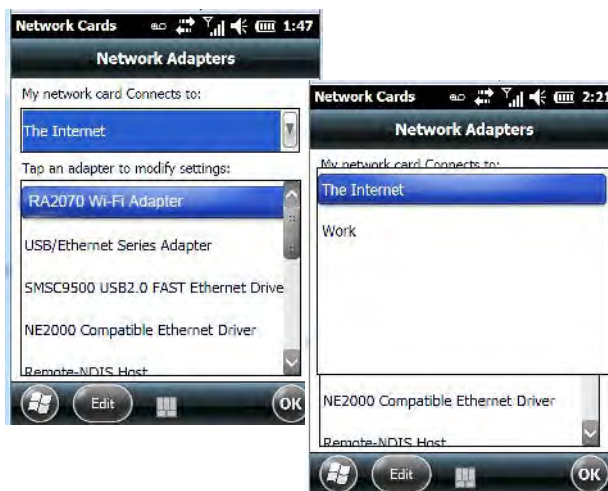 Network Cards 1:47
Network Adapters
My network card Connects to:
The Internet
Tap an adapter to modify settings:
RA2070 Wi-Fi Adapter
USB/Ethernet Series Adapter
SMSC9500 USB2.0 FAST Ethernet Drive
NE2000 Compatible Ethernet Driver
Remote-NDIS Host
Edit
OK
Network Cards 2:21
Network Adapters
My network card Connects to:
The Internet
Work
NE2000 Compatible Ethernet Driver
Remote-NDIS Host
Edit
OK